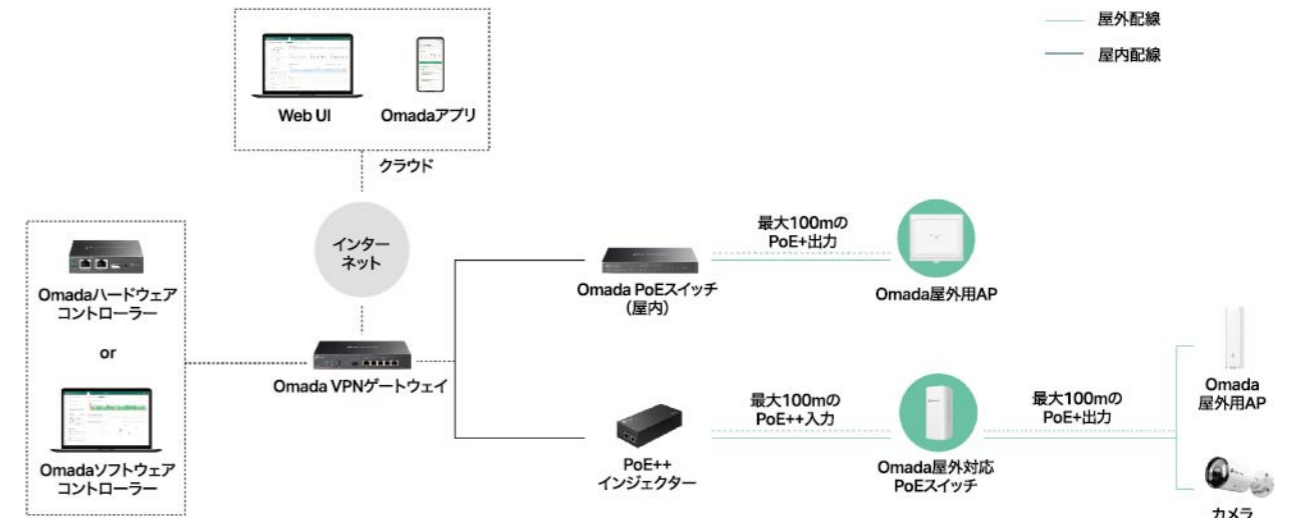 屋外配線
屋内配線
Web UI
Omadaアプリ
クラウド
インター
ネット
Omadaハードウェア
コントローラー
or
Omadaソフトウェア
コントローラー
Omada VPNゲートウェイ
Omada PoEスイッチ
（屋内）
最大100mの
PoE+出力
Omada屋外用AP
PoE++
インジェクター
最大100mの
PoE++入力
Omada屋外対応
PoEスイッチ
最大100mの
PoE+出力
Omada
屋外用AP
カメラ